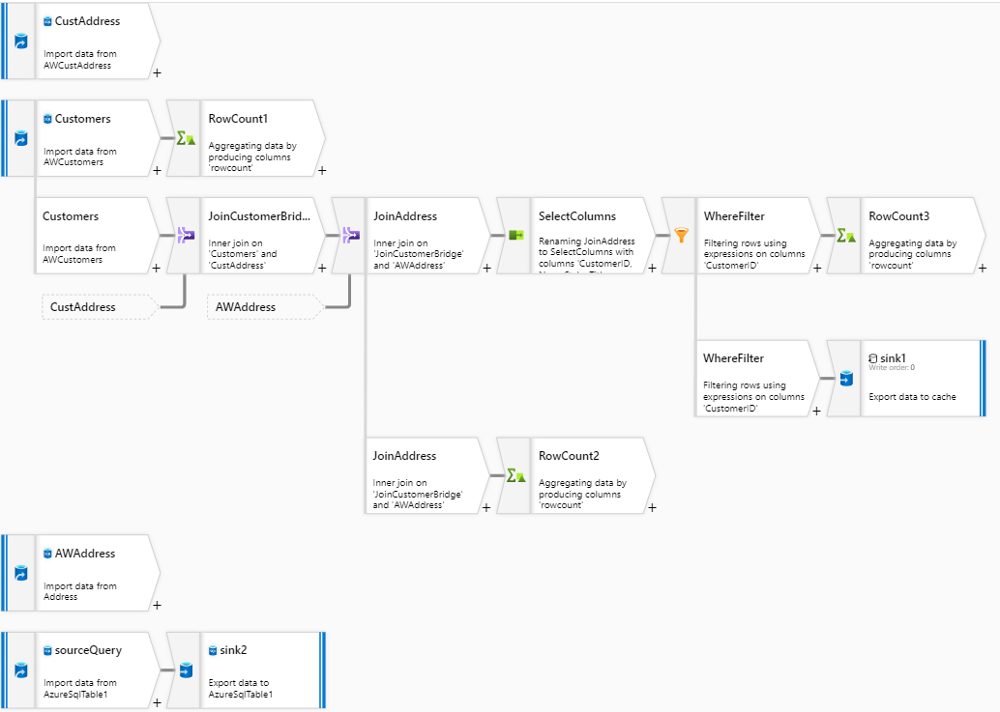 CustAddress
Import data from
AWCustAddress
+
Customers
Import data from
AWCustomers
+
RowCount1
Aggregating data by
producing columns
'rowcount'
+
Customers
Import data from
AWCustomers
+
JoinCustomerBrid...
Inner join on
'Customers' and
'CustAddress'
+
JoinAddress
Inner join on
'JoinCustomerBridge'
and 'AWAddress'
+
SelectColumns
Renaming JoinAddress
to SelectColumns with
columns 'CustomerID,
+
WhereFilter
Filtering rows using
expressions on columns
'CustomerID'
+
RowCount3
Aggregating data by
producing columns
'rowcount'
+
CustAddress
AWAddress
WhereFilter
Filtering rows using
expressions on columns
'CustomerID'
+
sink1
Write order: 0
Export data to cache
JoinAddress
Inner join on
'JoinCustomerBridge'
and 'AWAddress'
+
RowCount2
Aggregating data by
producing columns
'rowcount'
+
AWAddress
Import data from
Address
+
sourceQuery
Import data from
AzureSqlTable1
+
sink2
Export data to
AzureSqlTable1